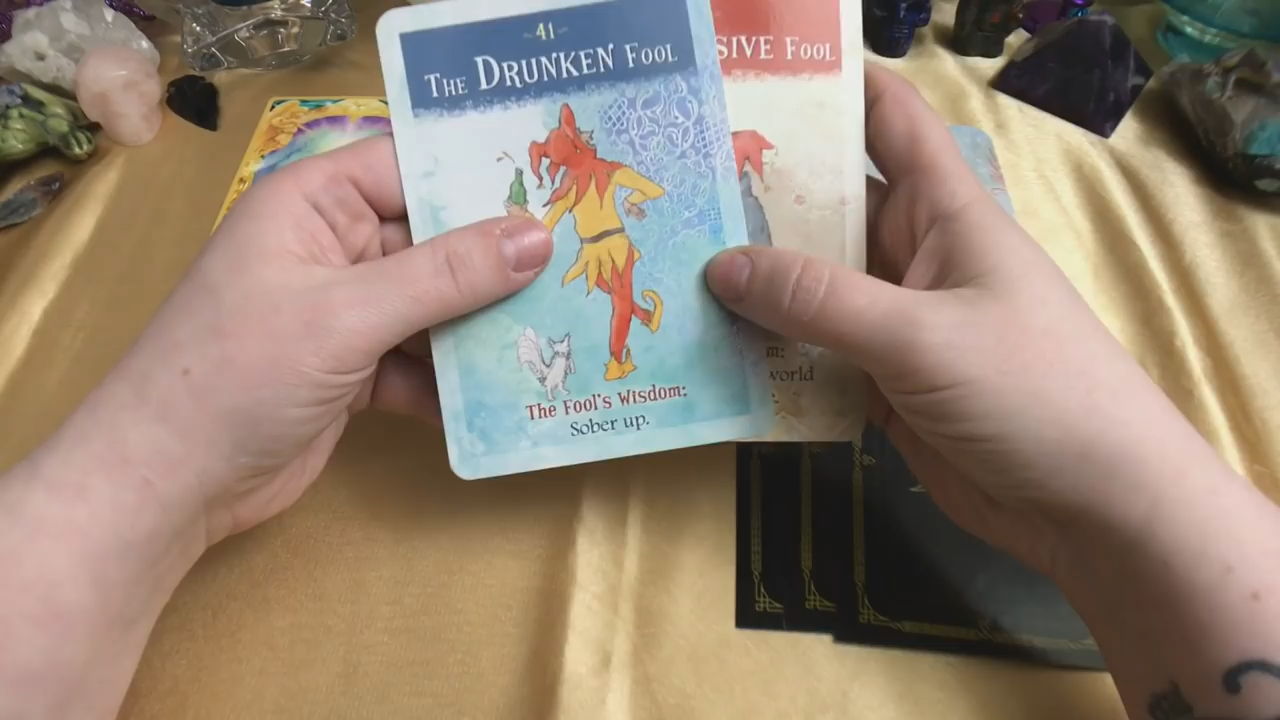 41
THE DRUNKEN FOOL
SIVE FOOL
The Fool's Wisdom:
Sober up.
m:
world